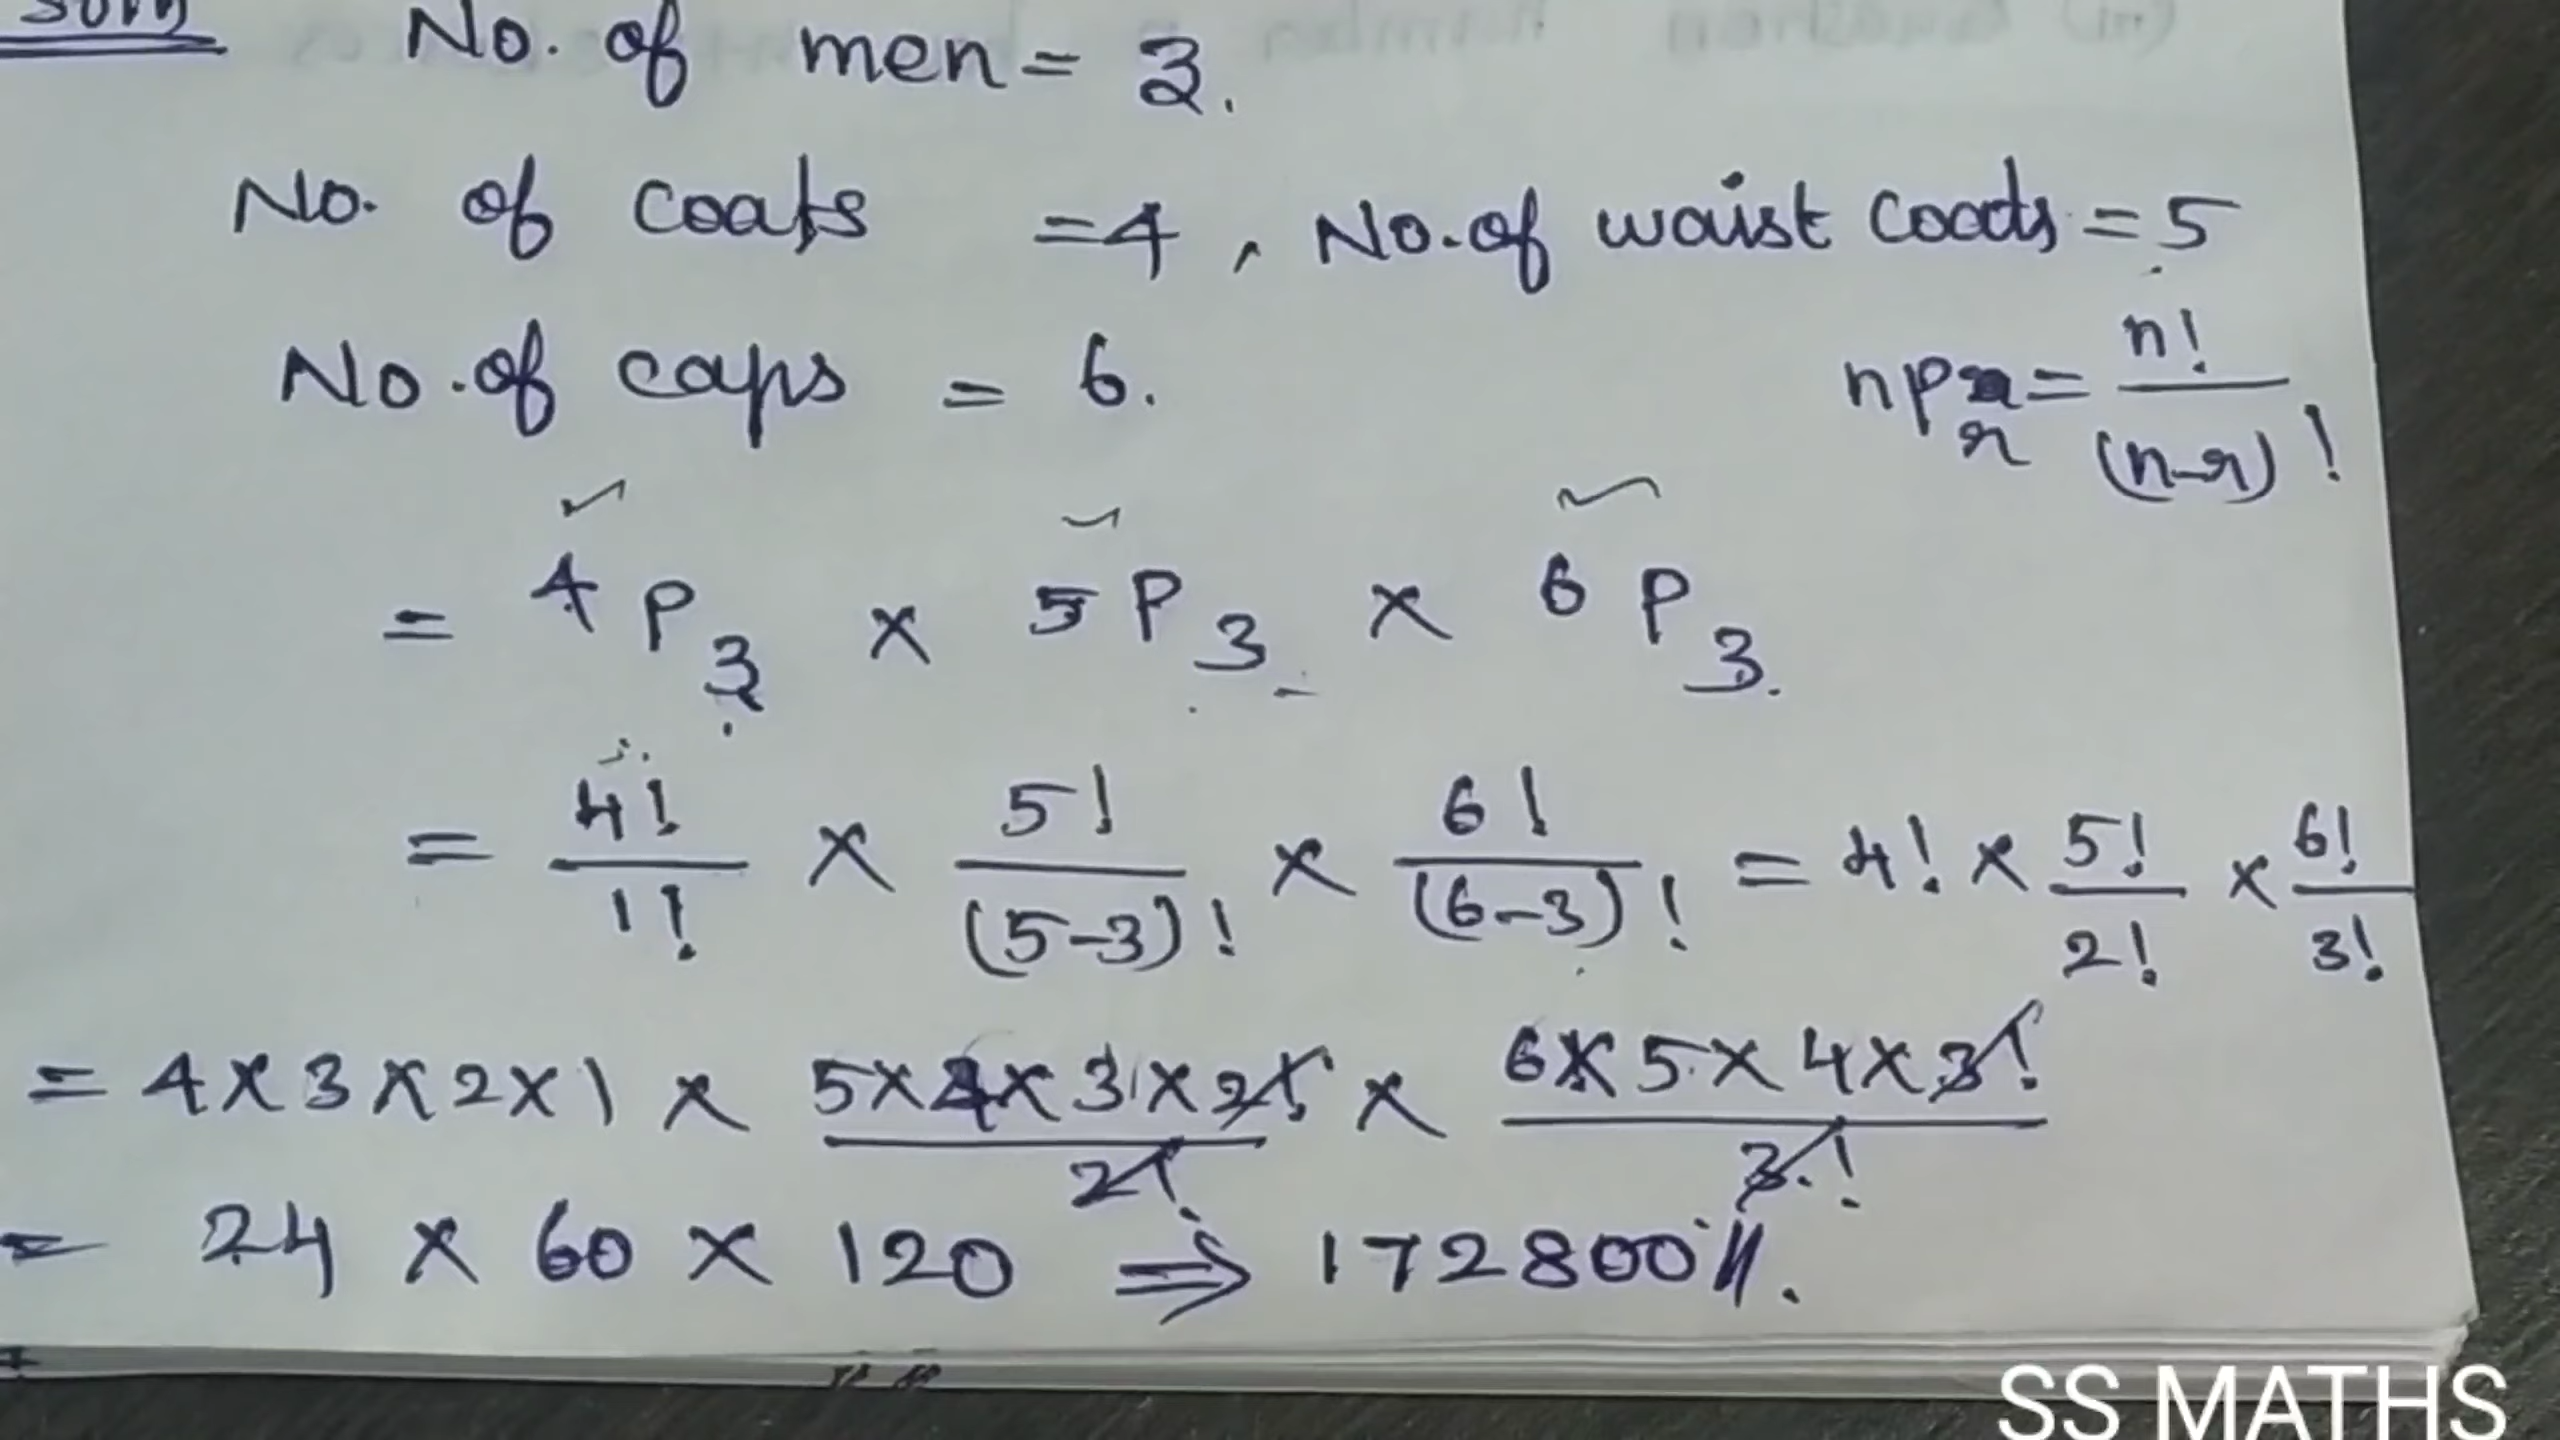 Soln No. of men = 3.
No. of coats = 4, No. of waist coats = 5
No. of caps = 6.
nPr = n!/(n-r)!
= 4P3 × 5P3 × 6P3.
= 4!/1! × 5!/(5-3)! × 6!/(6-3)! = 4! × 5!/2! × 6!/3!
= 4×3×2×1 × 5×4×3×2!/2! × 6×5×4×3!/3!
= 24 × 60 × 120 ⇒ 172800//.
SS MATHS